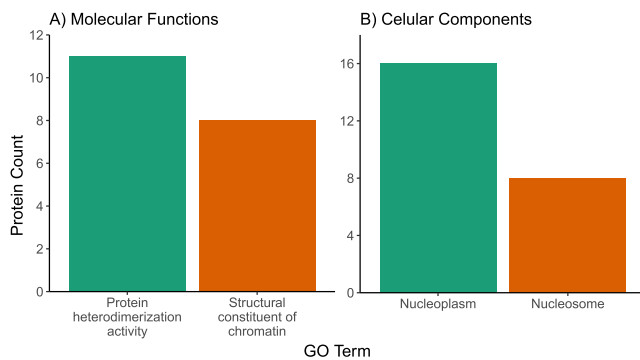 A) Molecular Functions
B) Celular Components
Protein Count
12
10
8
6
4
2
0
Protein
heterodimerization
activity
Structural
constituent of
chromatin
16
12
8
4
0
Nucleoplasm
Nucleosome
GO Term